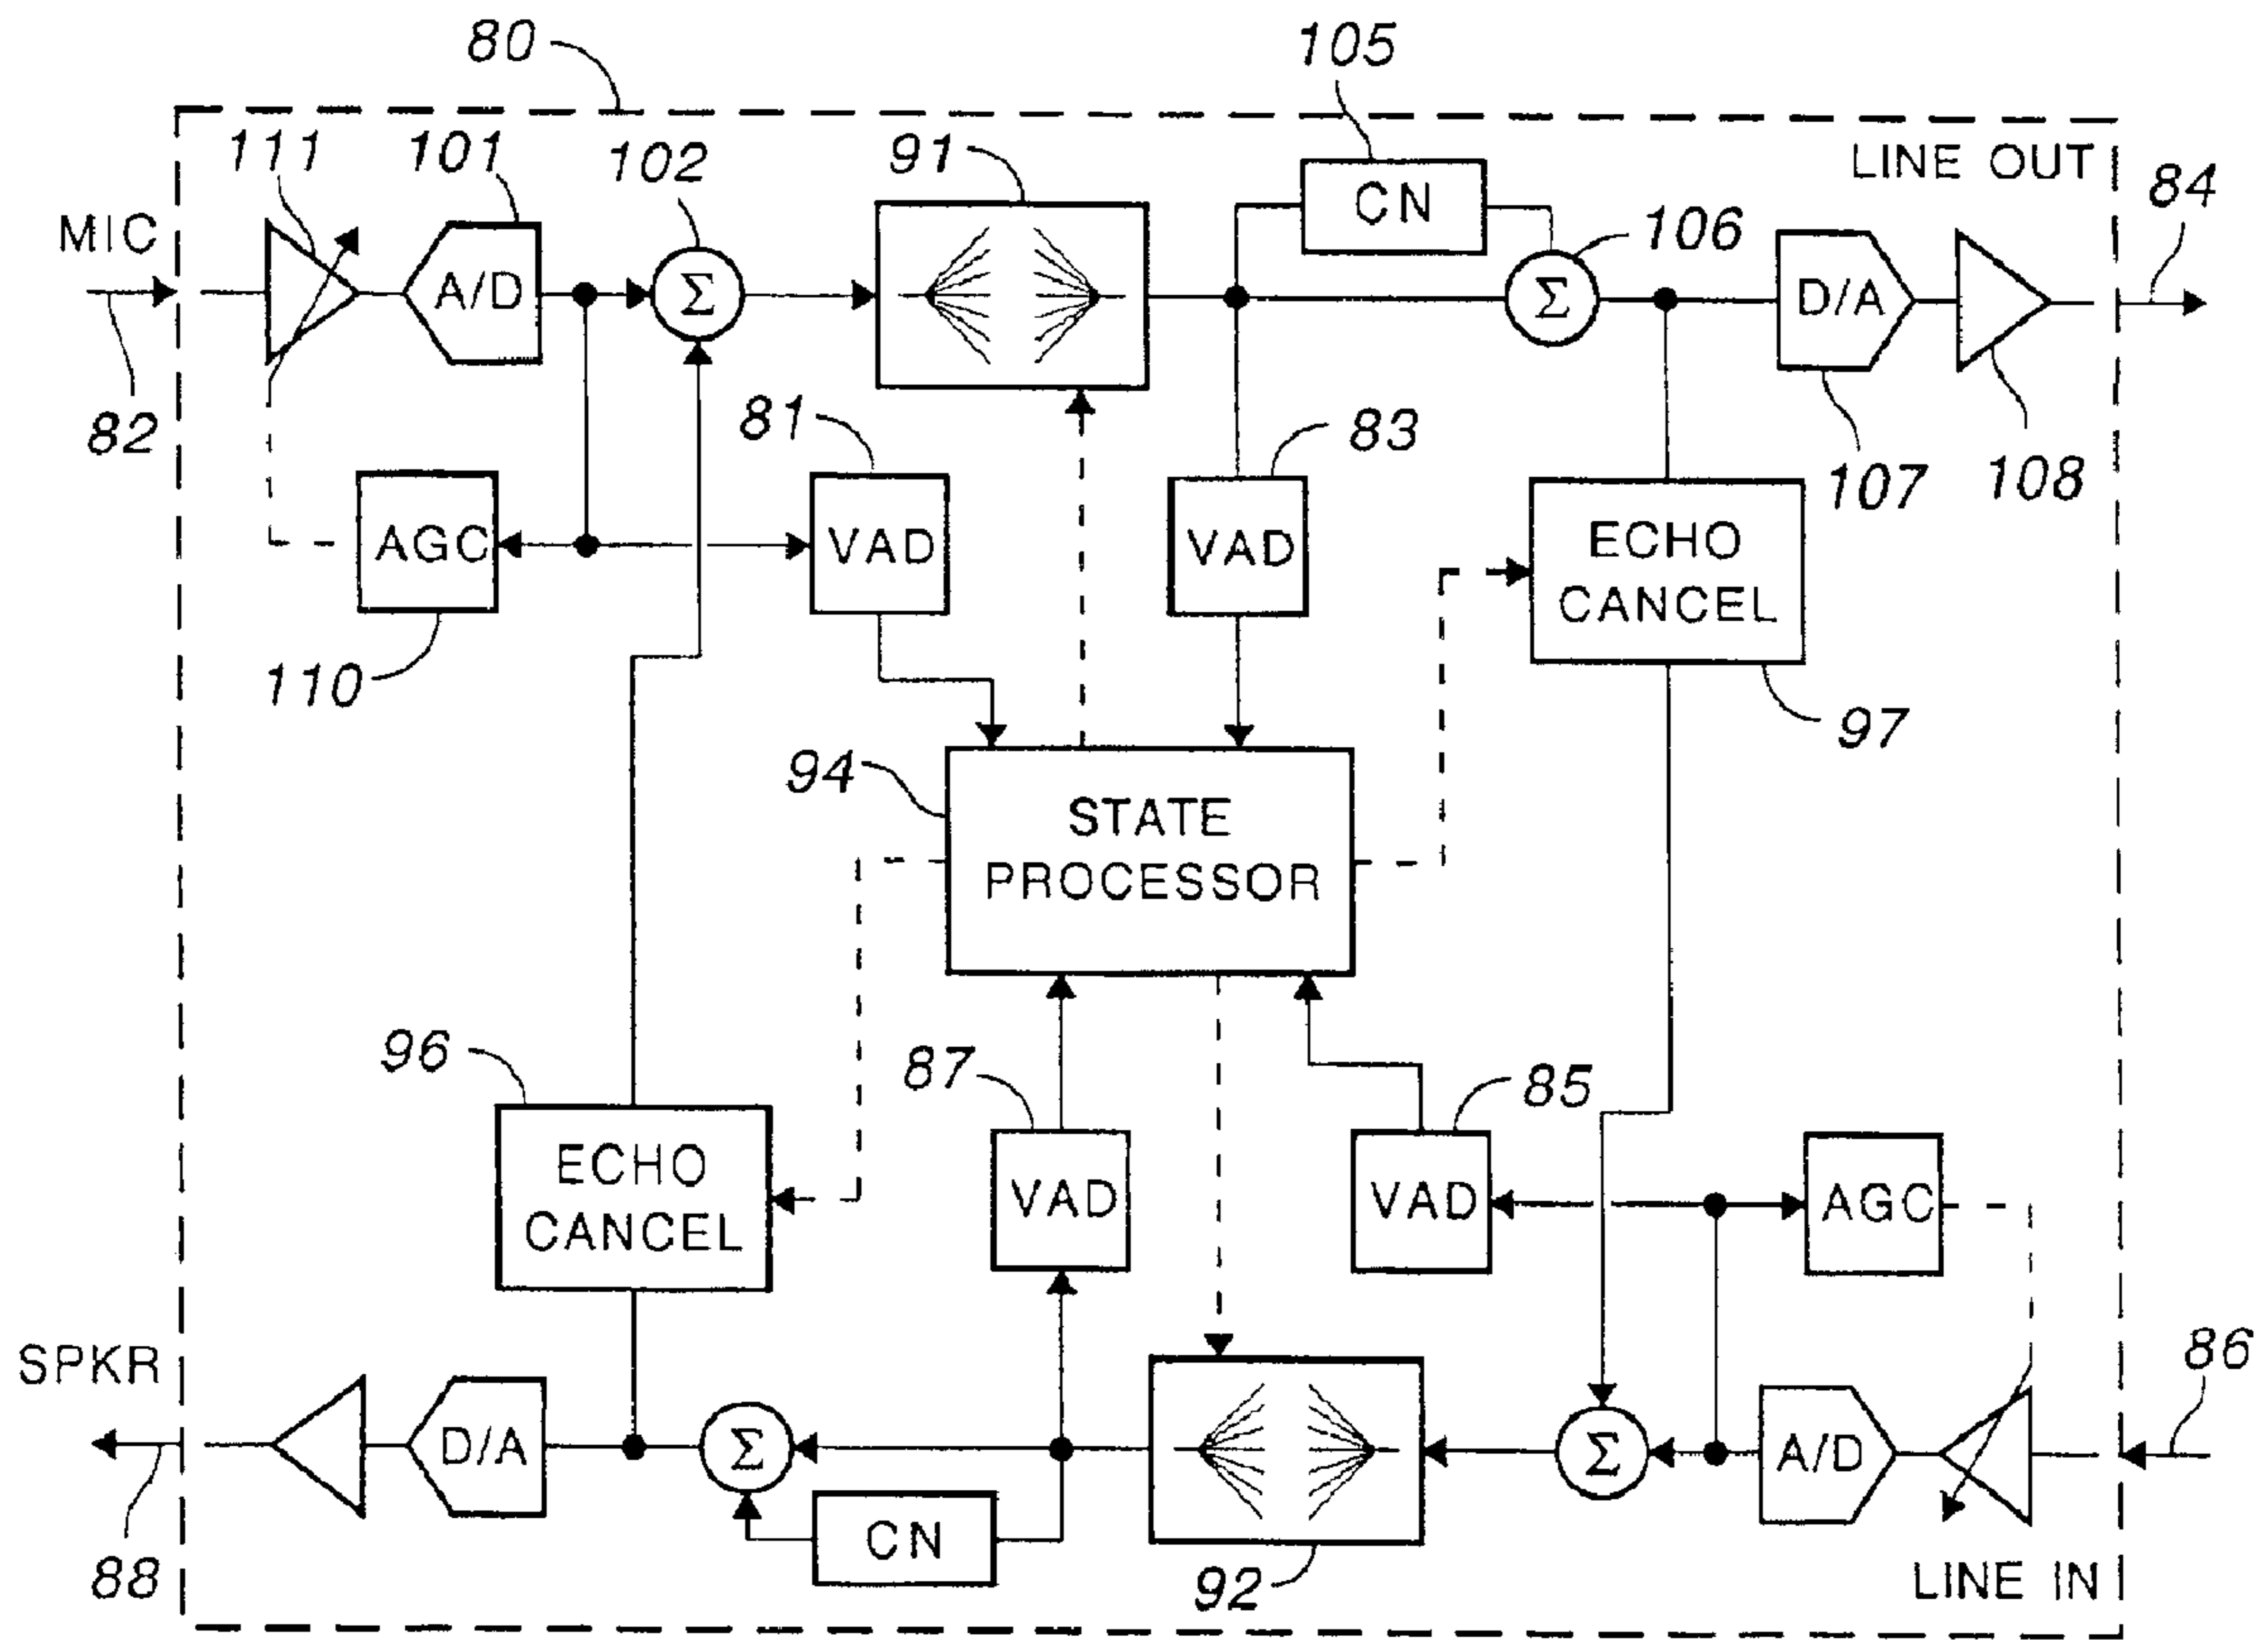 80
105
111
101
102
91
LINE OUT
84
MIC
A/D
Σ
CN
106
Σ
D/A
82
81
83
107
108
AGC
VAD
VAD
ECHO
CANCEL
110
97
94
STATE
PROCESSOR
96
87
85
ECHO
CANCEL
VAD
VAD
AGC
SPKR
86
D/A
Σ
Σ
A/D
88
CN
92
LINE IN